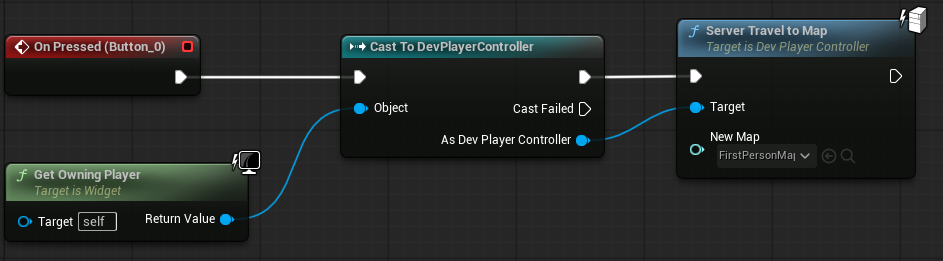 On Pressed (Button_0)
Cast To DevPlayerController
Object
Cast Failed
As Dev Player Controller
Server Travel to Map
Target is Dev Player Controller
Target
New Map
Get Owning Player
Target is Widget
Target self Return Value